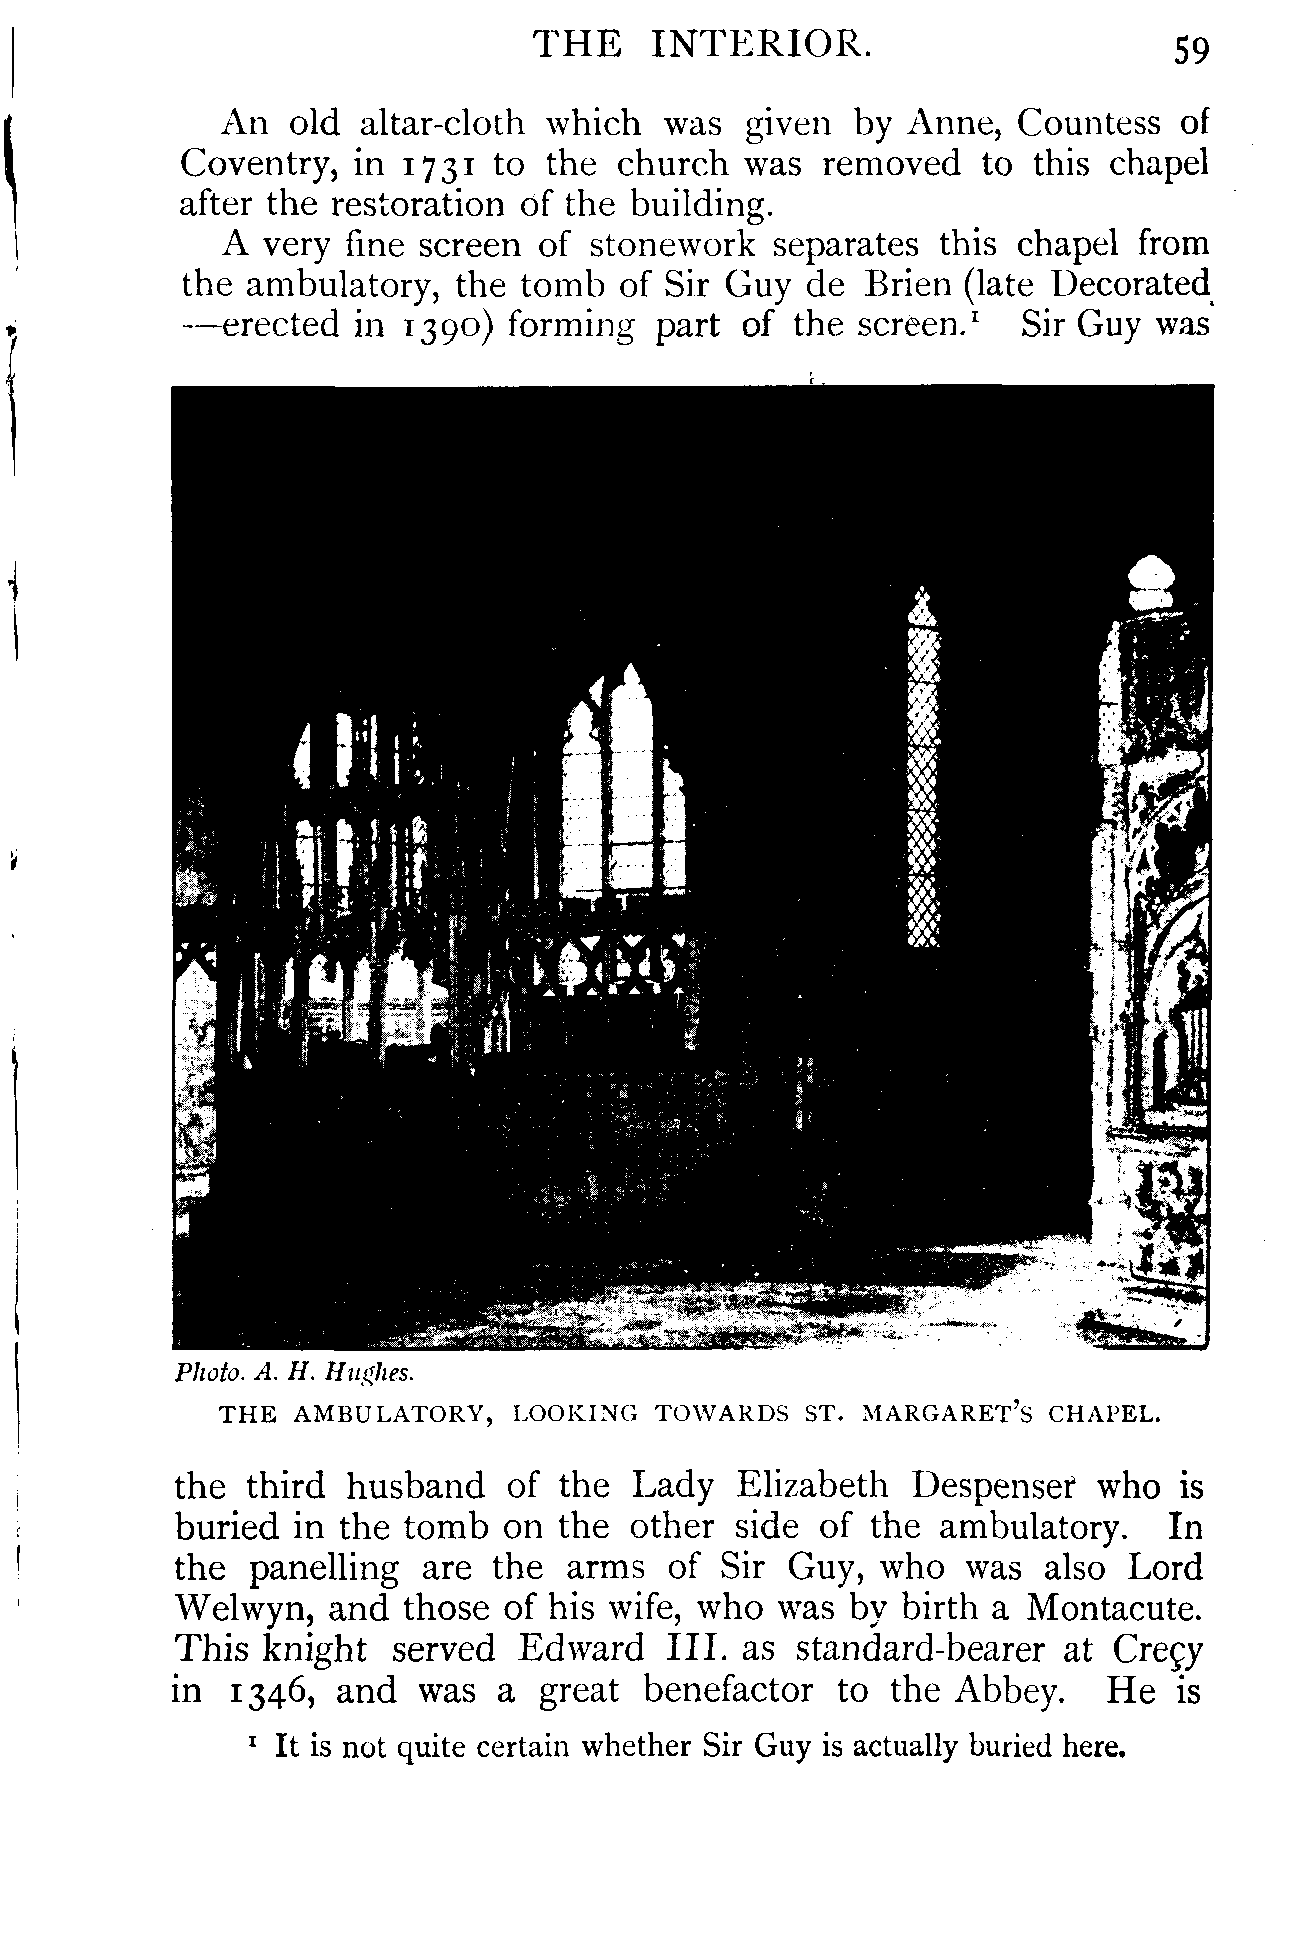 THE INTERIOR. 59
An old altar-cloth which was given by Anne, Countess of
Coventry, in 1731 to the church was removed to this chapel
after the restoration of the building.
A very fine screen of stonework separates this chapel from
the ambulatory, the tomb of Sir Guy de Brien (late Decorated
—erected in 1390) forming part of the screen.¹ Sir Guy was
Photo. A. H. Hughes.
THE AMBULATORY, LOOKING TOWARDS ST. MARGARET'S CHAPEL.
the third husband of the Lady Elizabeth Despenser who is
buried in the tomb on the other side of the ambulatory. In
the panelling are the arms of Sir Guy, who was also Lord
Welwyn, and those of his wife, who was by birth a Montacute.
This knight served Edward III. as standard-bearer at Creçy
in 1346, and was a great benefactor to the Abbey. He is
¹ It is not quite certain whether Sir Guy is actually buried here.